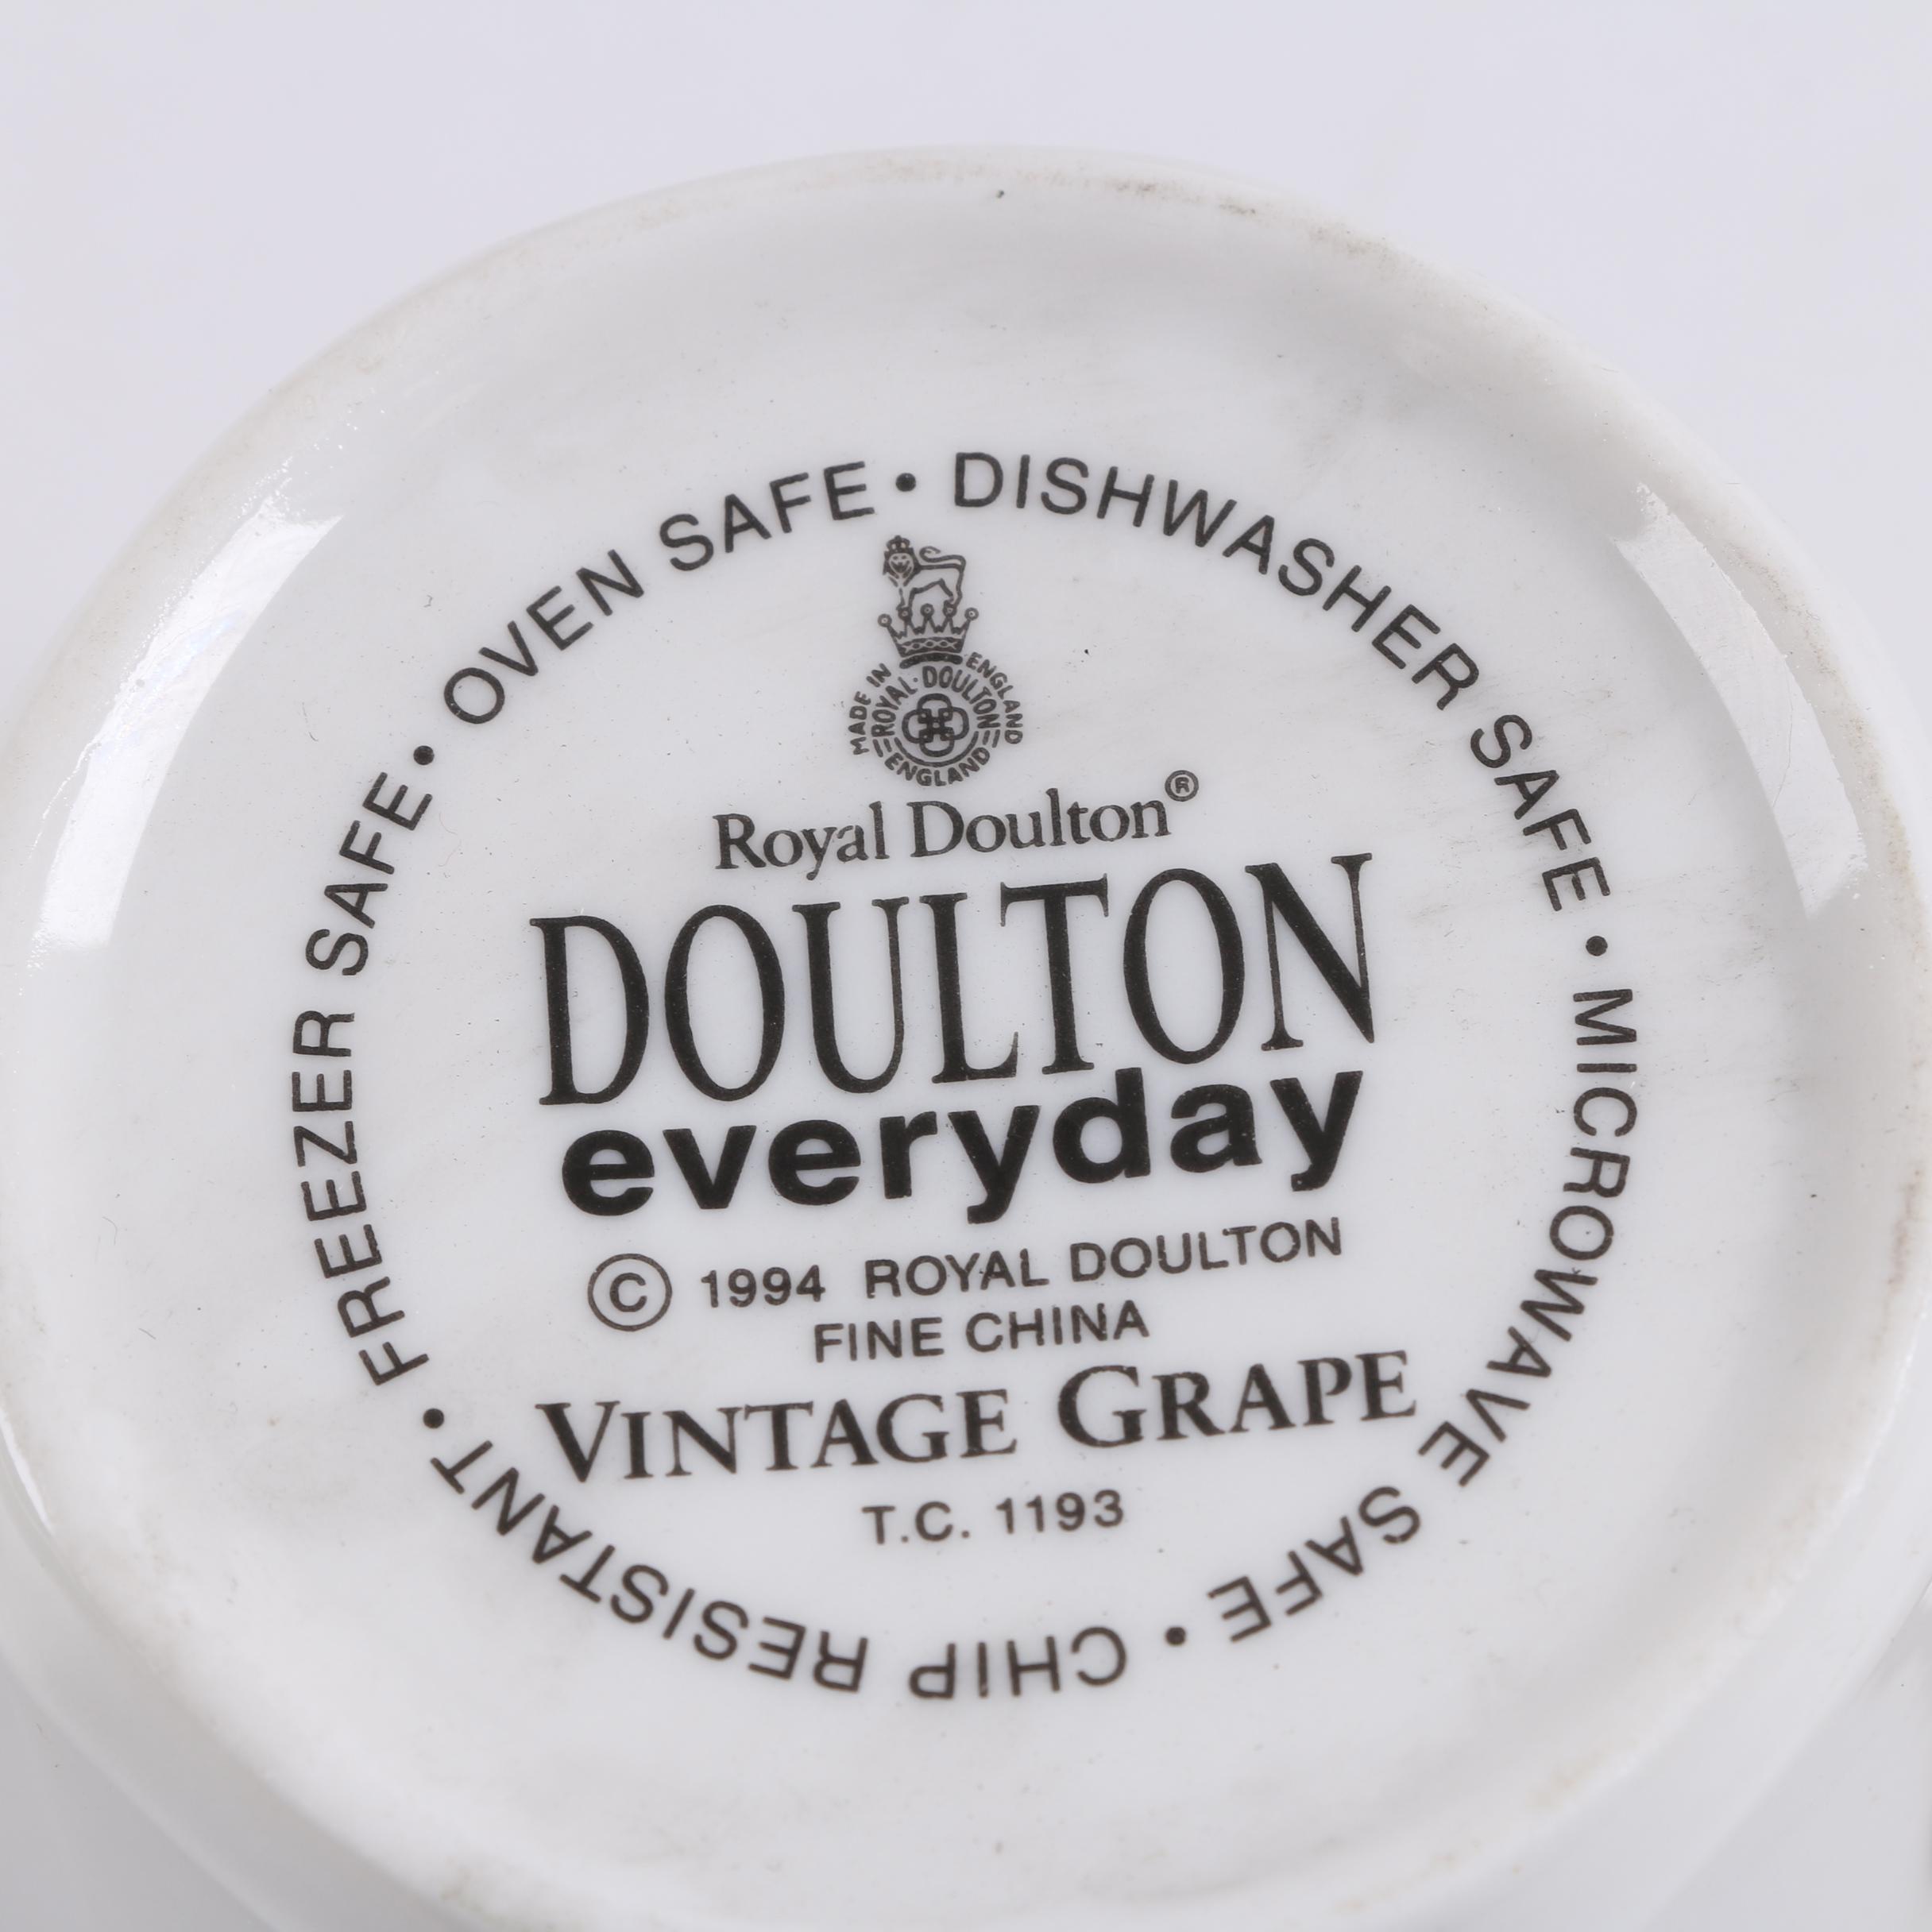 FREEZER SAFE • OVEN SAFE • DISHWASHER SAFE • MICROWAVE SAFE • CHIP RESISTANT •
MADE IN ENGLAND
ROYAL·DOULTON
ENGLAND
Royal Doulton®
DOULTON
everyday
© 1994 ROYAL DOULTON
FINE CHINA
VINTAGE GRAPE
T.C. 1193